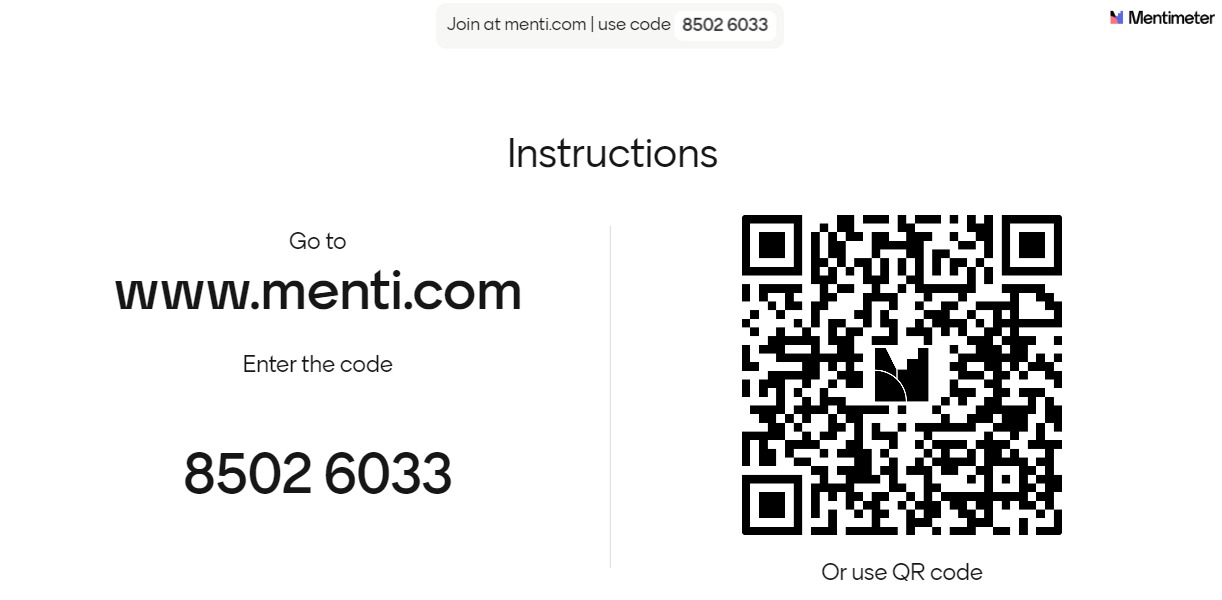 Join at menti.com | use code 8502 6033
Mentimeter
Instructions
Go to
www.menti.com
Enter the code
8502 6033
Or use QR code